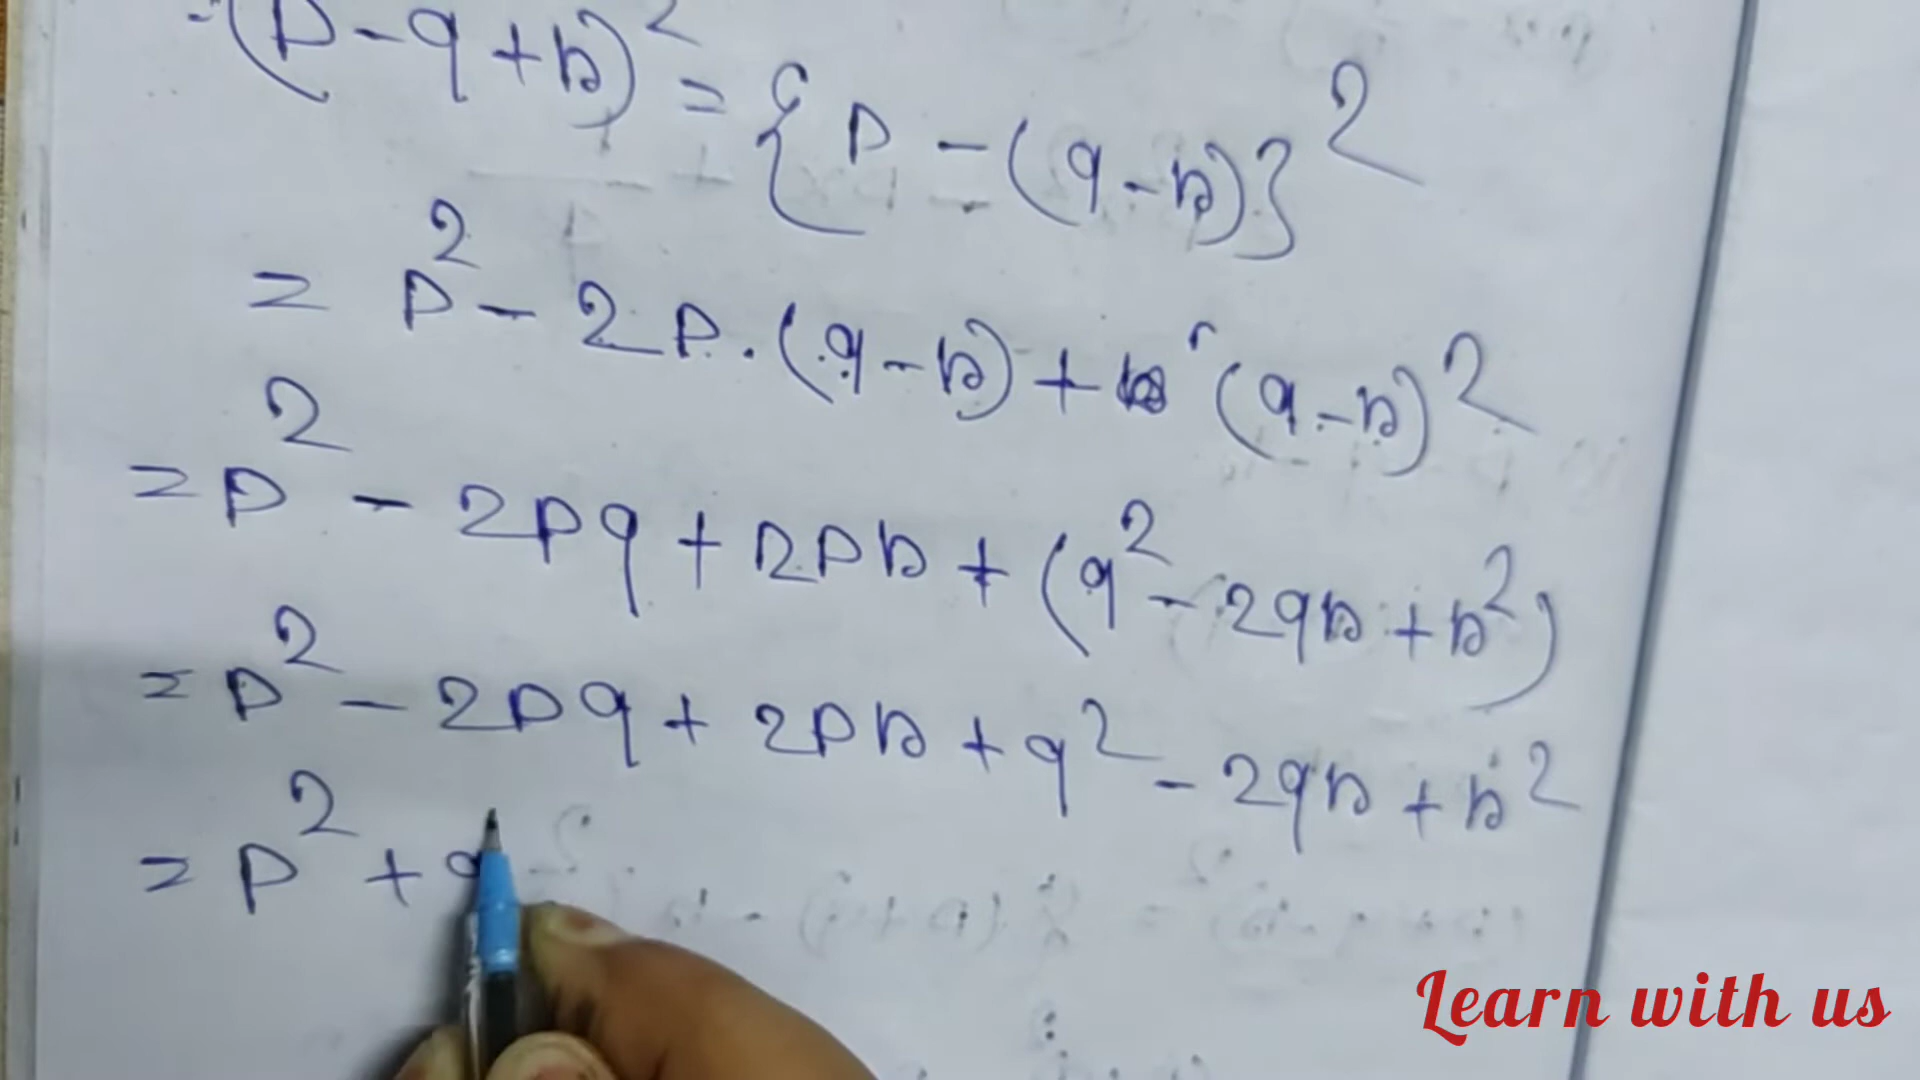 (p-q+r)² = {p-(q-r)}²
= p² - 2p.(q-r) + (q-r)²
= p² - 2pq + 2pr + (q² - 2qr + r²)
= p² - 2pq + 2pr + q² - 2qr + r²
= p² + q
Learn with us